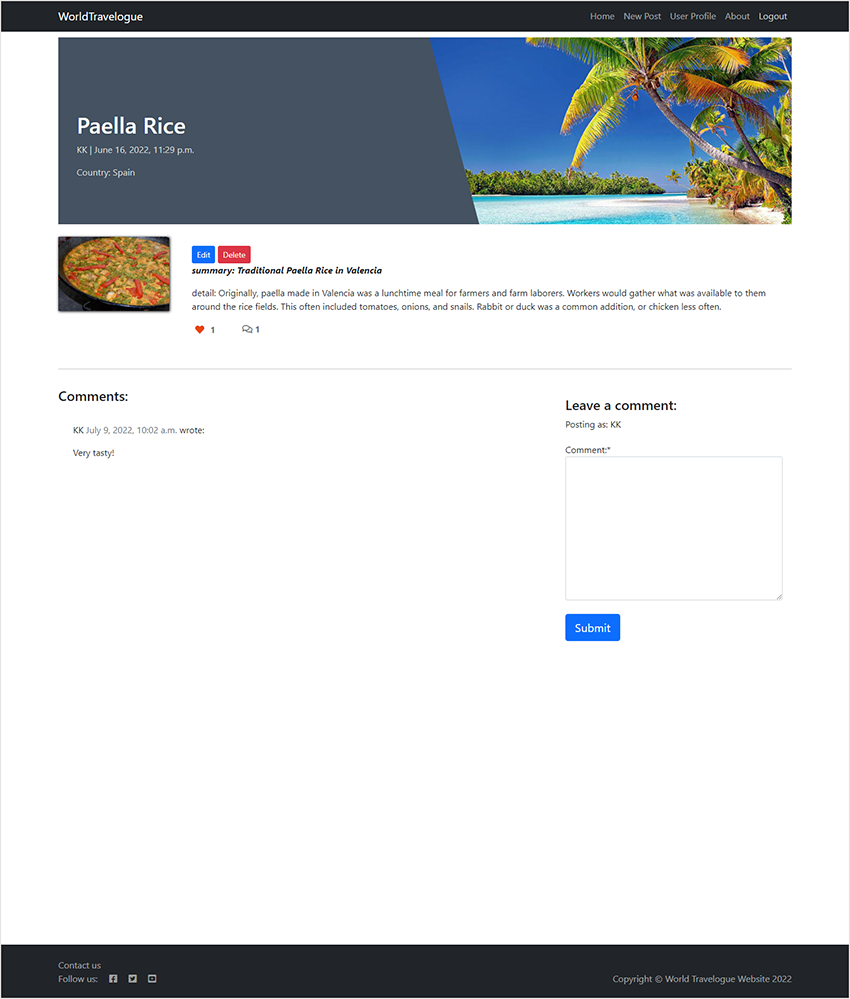 WorldTravelogue
Home New Post User Profile About Logout
Paella Rice
KK | June 16, 2022, 11:29 p.m.
Country: Spain
Edit Delete
summary: Traditional Paella Rice in Valencia
detail: Originally, paella made in Valencia was a lunchtime meal for farmers and farm laborers. Workers would gather what was available to them
around the rice fields. This often included tomatoes, onions, and snails. Rabbit or duck was a common addition, or chicken less often.
1 1
Comments:
KK July 9, 2022, 10:02 a.m. wrote:
Very tasty!
Leave a comment:
Posting as: KK
Comment:*
Submit
Contact us
Follow us:
Copyright © World Travelogue Website 2022